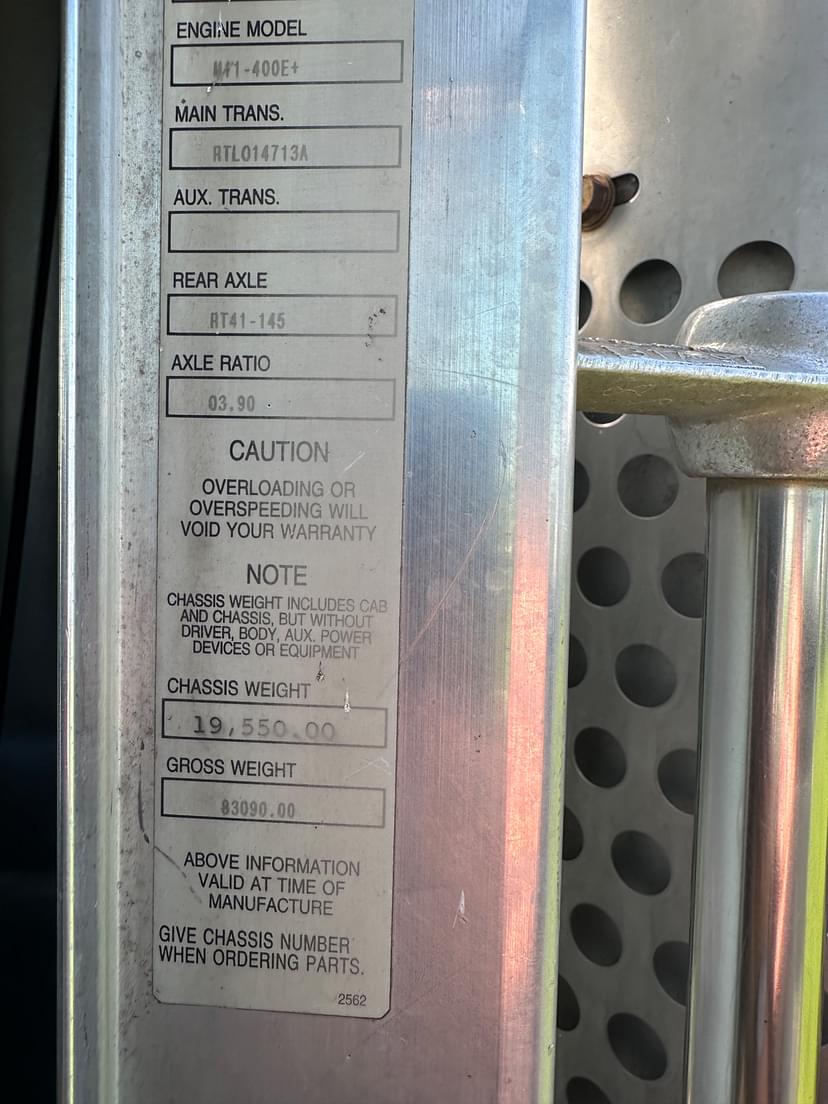 ENGINE MODEL
M11-400E+
MAIN TRANS.
RTLO14713A
AUX. TRANS.
REAR AXLE
RT41-145
AXLE RATIO
03.90
CAUTION
OVERLOADING OR
OVERSPEEDING WILL
VOID YOUR WARRANTY
NOTE
CHASSIS WEIGHT INCLUDES CAB
AND CHASSIS, BUT WITHOUT
DRIVER, BODY, AUX. POWER
DEVICES OR EQUIPMENT
CHASSIS WEIGHT
19,550.00
GROSS WEIGHT
83090.00
ABOVE INFORMATION
VALID AT TIME OF
MANUFACTURE
GIVE CHASSIS NUMBER
WHEN ORDERING PARTS.
2562